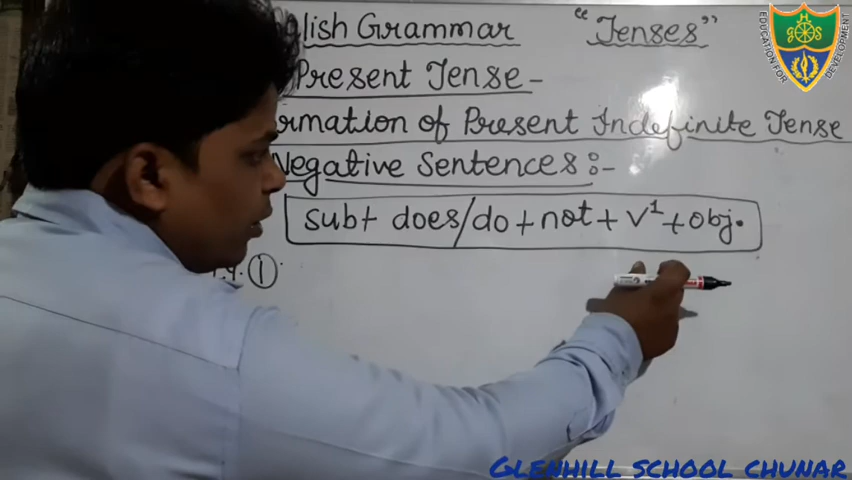 glish Grammar "Tenses"
Present Tense -
rmation of Present Indefinite Tense
Negative Sentences :-
sub+ does/do + not + v¹ + obj.
①
EDUCATION FOR DEVELOPMENT
H
G S
GLENHILL SCHOOL CHUNAR